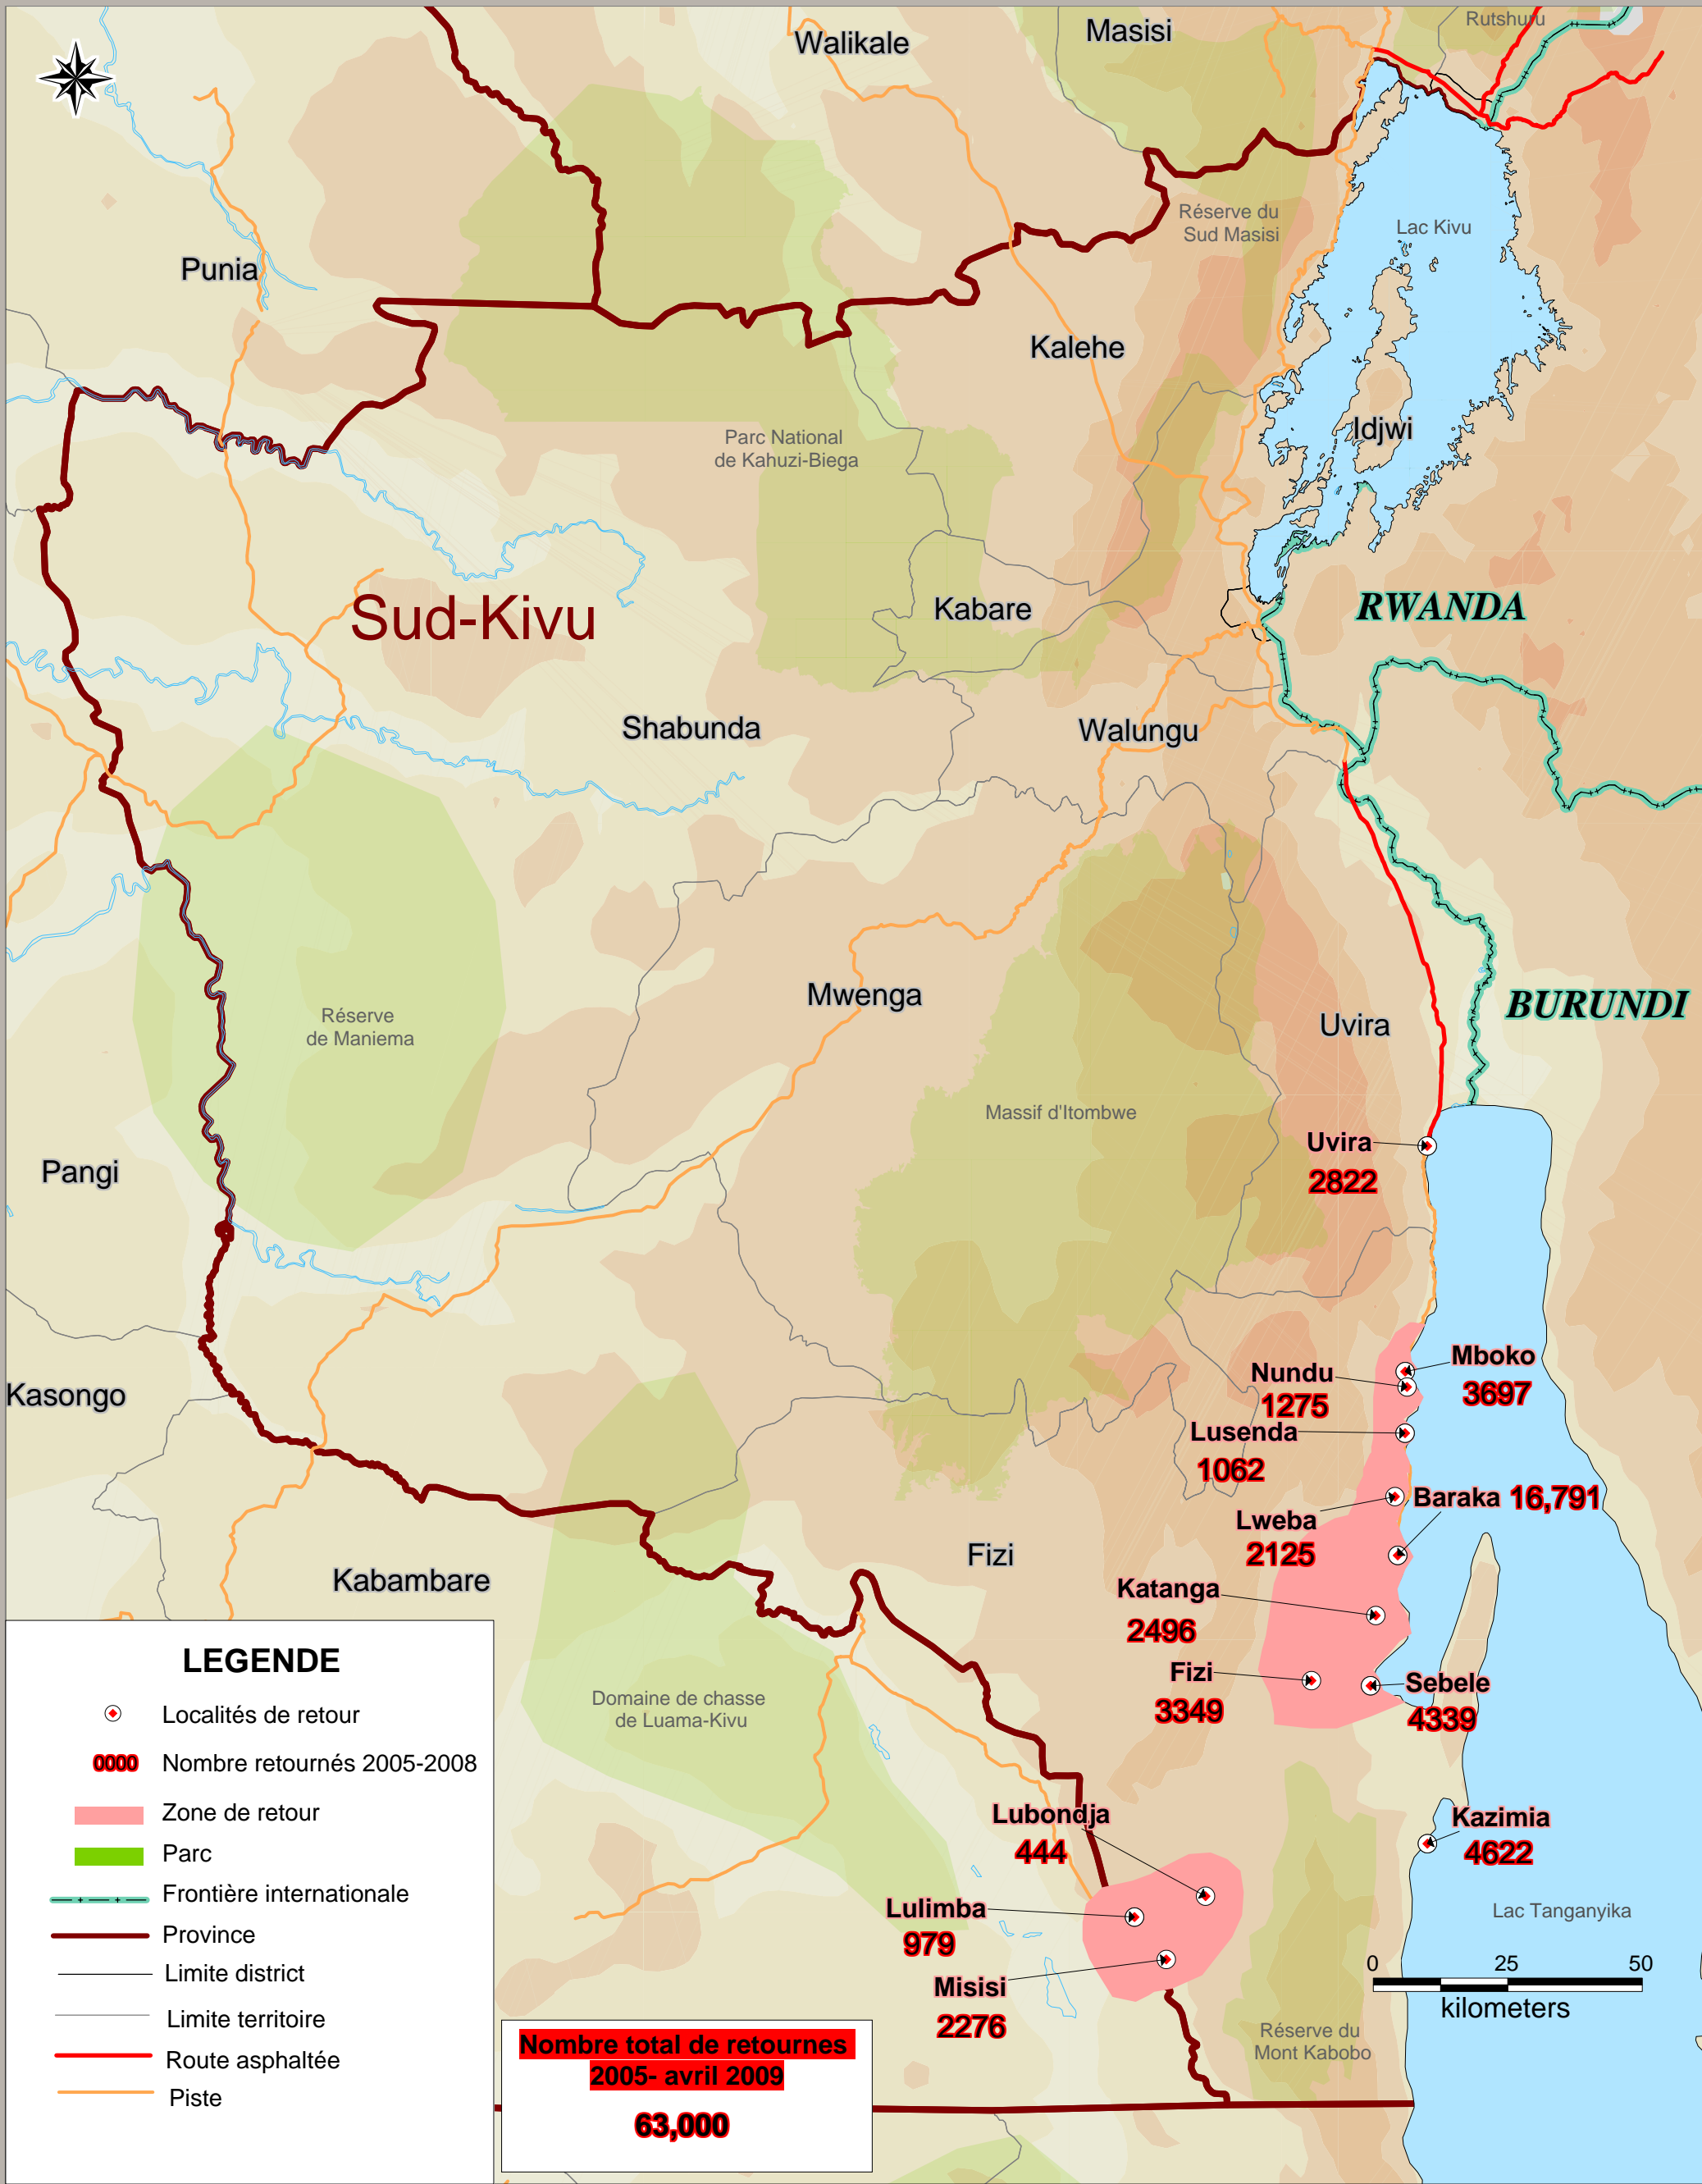 Rutshuru
Masisi
Walikale
Réserve du
Sud Masisi
Lac Kivu
Punia
Kalehe
Idjwi
Parc National
de Kahuzi-Biega
Sud-Kivu
Kabare
RWANDA
Shabunda
Walungu
Mwenga
BURUNDI
Réserve
de Maniema
Uvira
Massif d'Itombwe
Uvira
2822
Pangi
Mboko
3697
Nundu
1275
Kasongo
Lusenda
1062
Baraka 16,791
Lweba
2125
Fizi
Kabambare
Katanga
2496
Fizi
3349
Sebele
4339
Domaine de chasse
de Luama-Kivu
Lubondja
444
Kazimia
4622
Lulimba
979
Lac Tanganyika
Misisi
2276
0 25 50
kilometers
Réserve du
Mont Kabobo
LEGENDE
Localités de retour
0000 Nombre retournés 2005-2008
Zone de retour
Parc
Frontière internationale
Province
Limite district
Limite territoire
Route asphaltée
Piste
Nombre total de retournes
2005- avril 2009
63,000